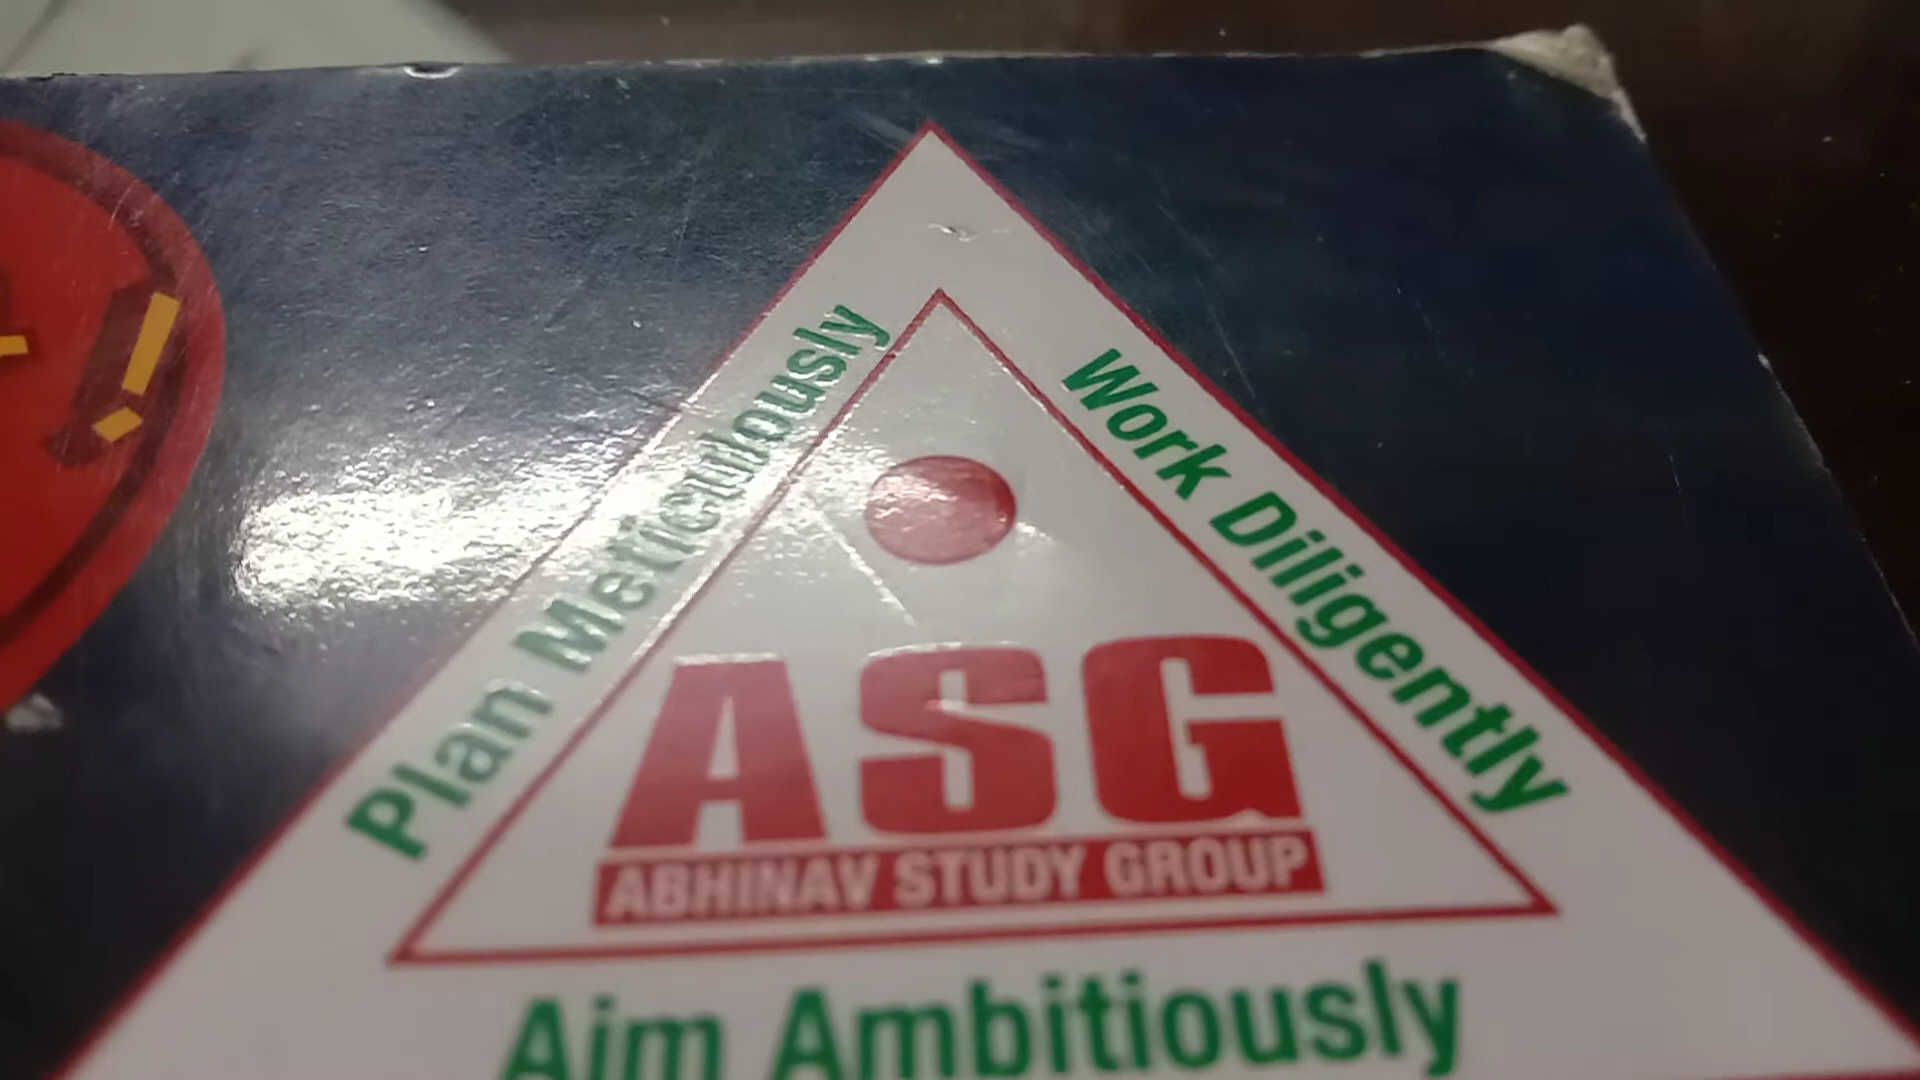 Plan Meticulously
Work Diligently
ASG
ABHINAV STUDY GROUP
Aim Ambitiously